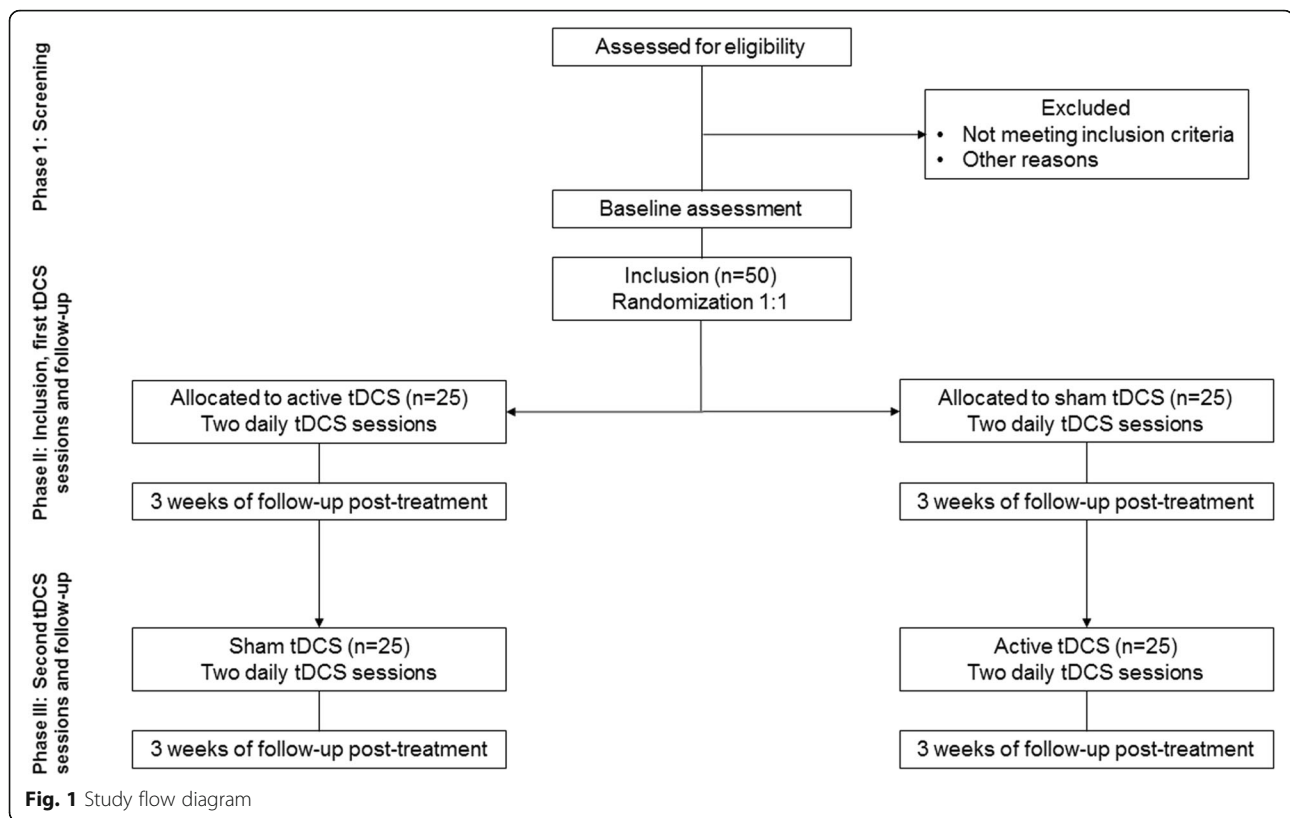 Phase 1: Screening
Assessed for eligibility
Excluded
• Not meeting inclusion criteria
• Other reasons
Baseline assessment
Phase II: Inclusion, first tDCS
sessions and follow-up
Inclusion (n=50)
Randomization 1:1
Allocated to active tDCS (n=25)
Two daily tDCS sessions
Allocated to sham tDCS (n=25)
Two daily tDCS sessions
3 weeks of follow-up post-treatment
3 weeks of follow-up post-treatment
Phase III: Second tDCS
sessions and follow-up
Sham tDCS (n=25)
Two daily tDCS sessions
Active tDCS (n=25)
Two daily tDCS sessions
3 weeks of follow-up post-treatment
3 weeks of follow-up post-treatment
Fig. 1 Study flow diagram